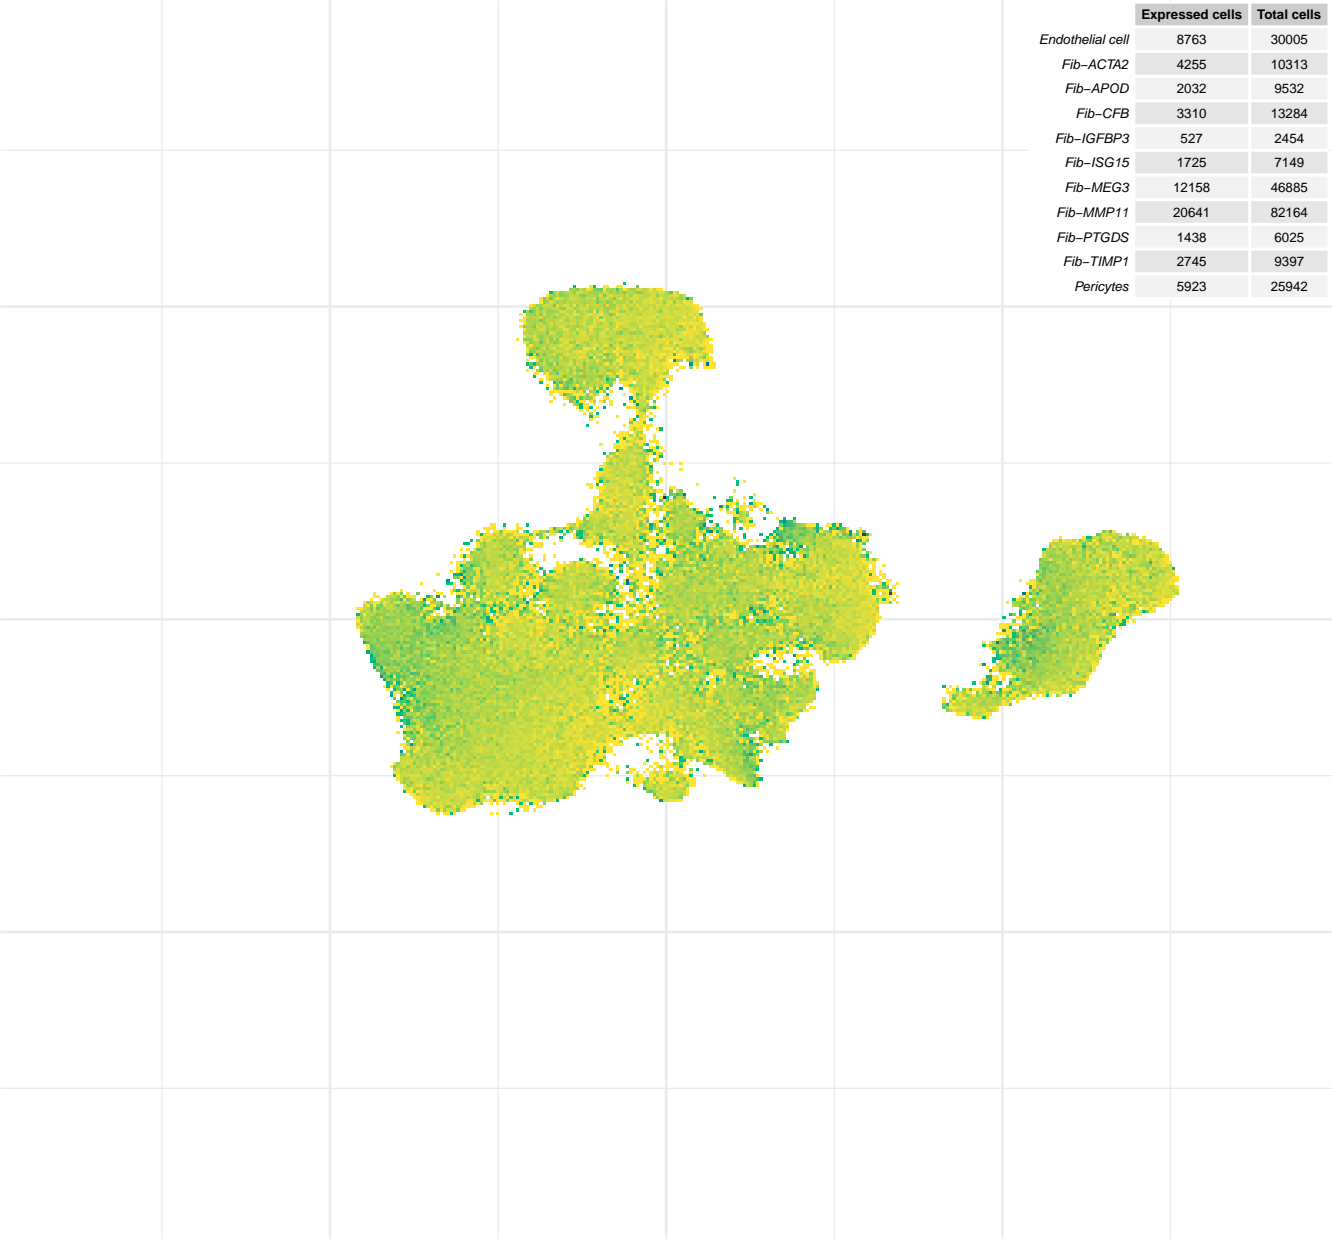 Expressed cells Total cells
Endothelial cell 8763 30005
Fib−ACTA2 4255 10313
Fib−APOD 2032 9532
Fib−CFB 3310 13284
Fib−IGFBP3 527 2454
Fib−ISG15 1725 7149
Fib−MEG3 12158 46885
Fib−MMP11 20641 82164
Fib−PTGDS 1438 6025
Fib−TIMP1 2745 9397
Pericytes 5923 25942